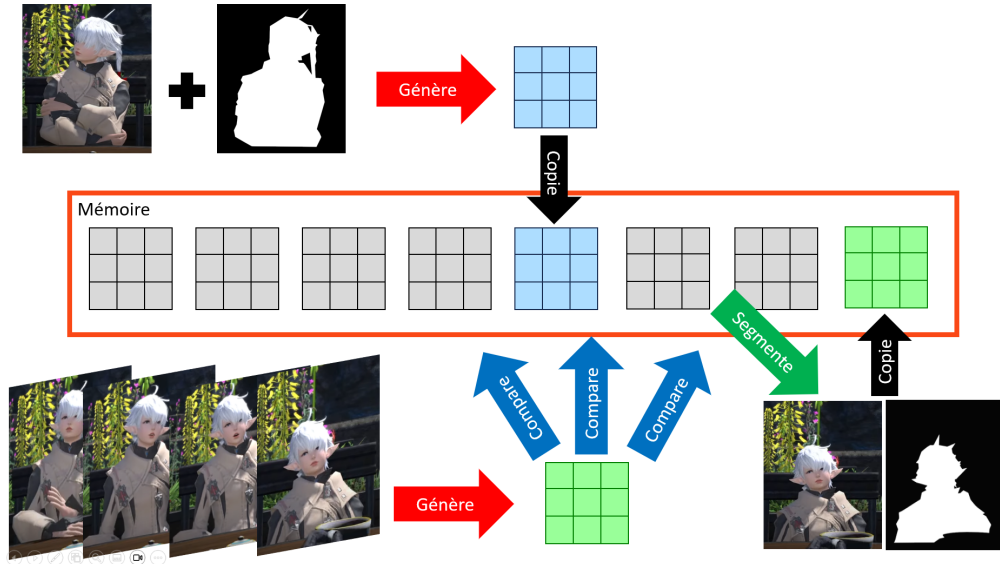 Génère
Copie
Mémoire
Segmente
Compare
Compare
Compare
Copie
Génère